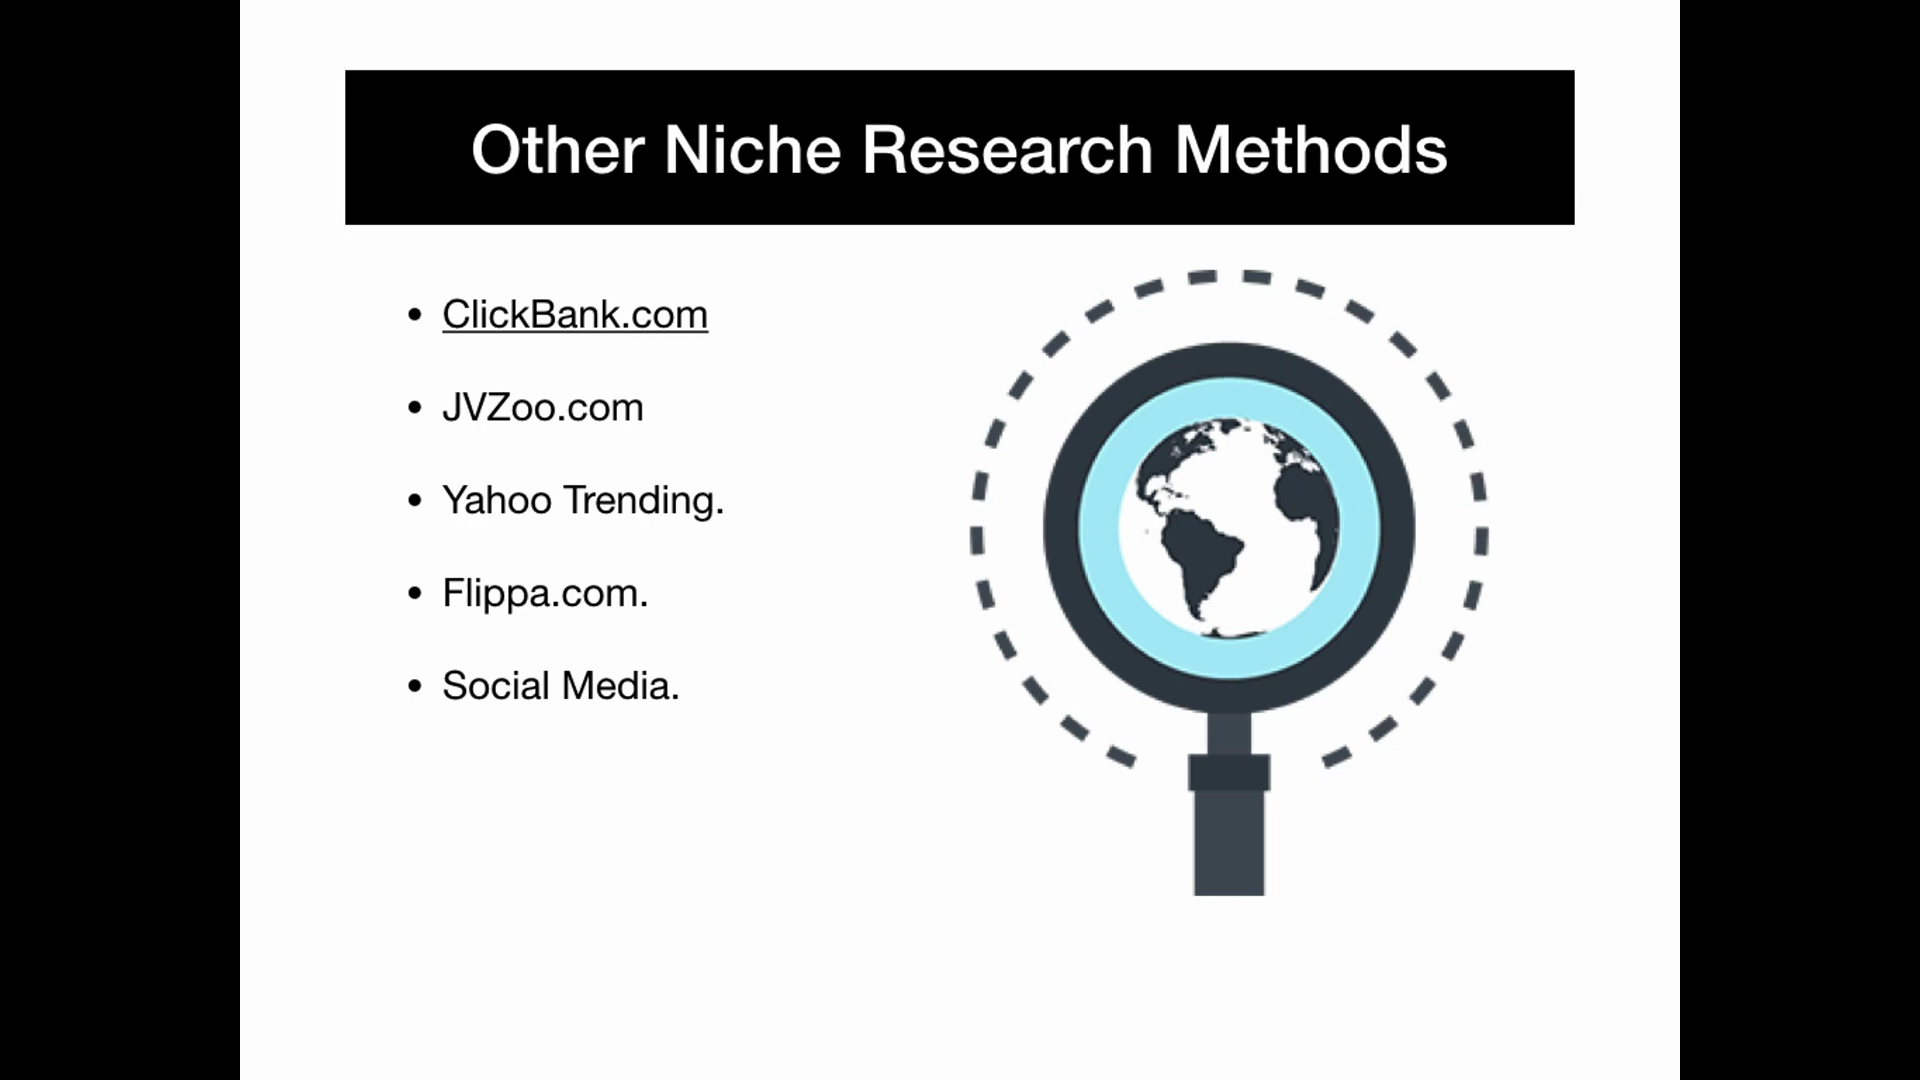 Other Niche Research Methods
• ClickBank.com
• JVZoo.com
• Yahoo Trending.
• Flippa.com.
• Social Media.